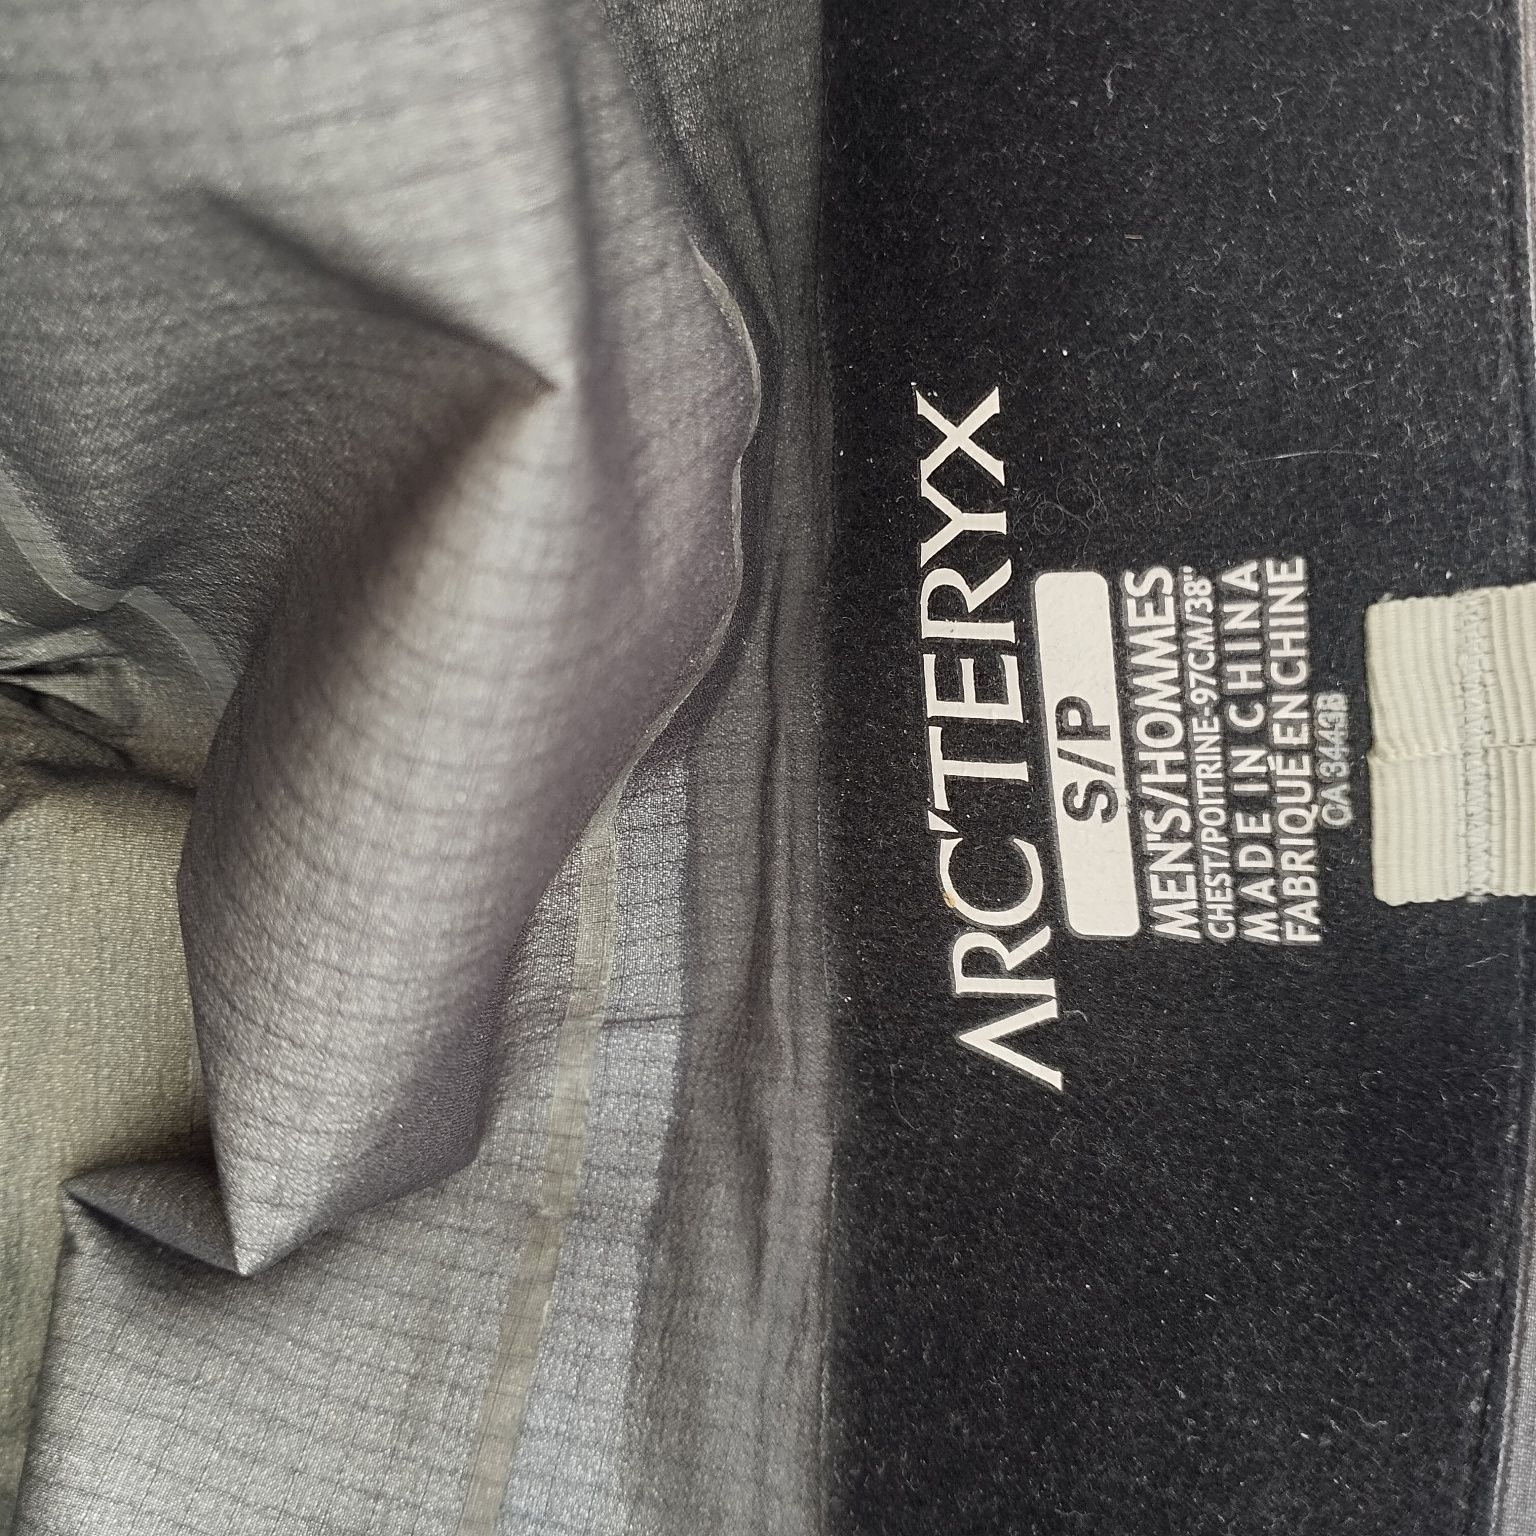 ARC'TERYX
S/P
MEN'S/HOMMES
CHEST/POITRINE-97CM/38"
MADE IN CHINA
FABRIQUÉ EN CHINE
CA 34438